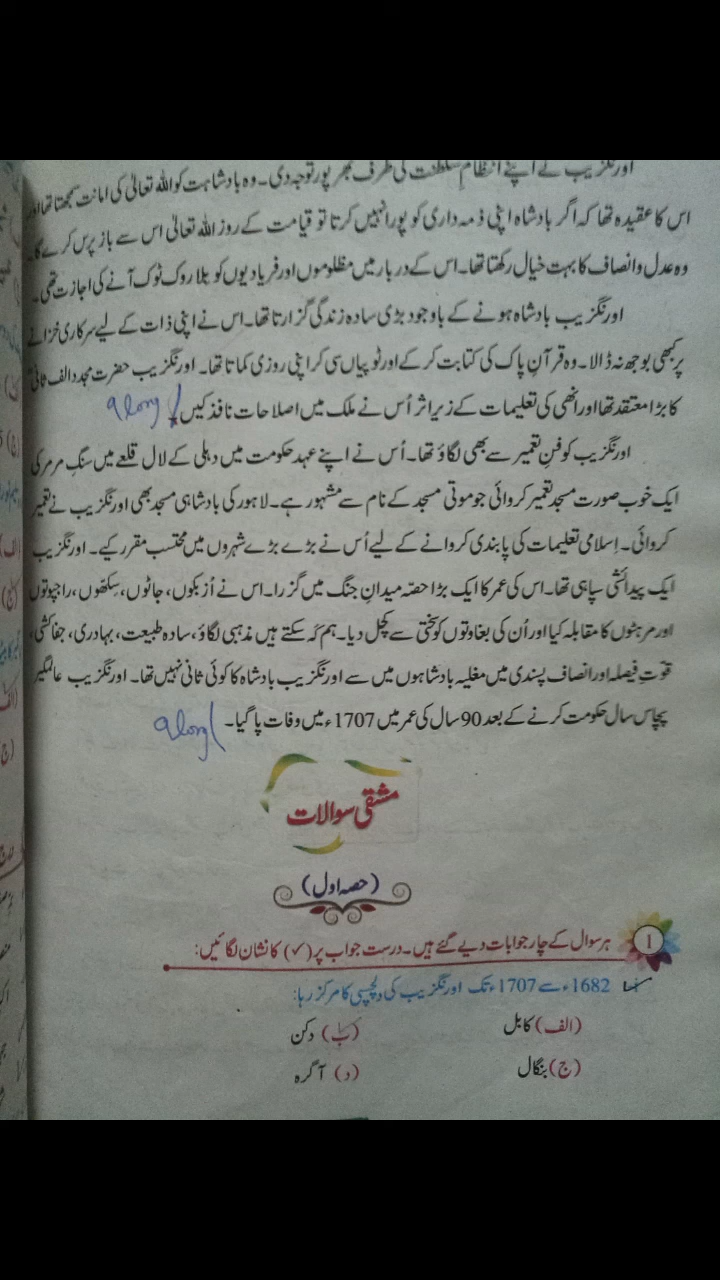 اورنگزیب نے اپنے انتظامِ سلطنت کی طرف بھرپور توجہ دی۔ وہ بادشاہت کو اللہ تعالیٰ کی امانت سمجھتا تھا اور
اس کا عقیدہ تھا کہ اگر بادشاہ اپنی ذمہ داری کو پورا نہیں کرتا تو قیامت کے روز اللہ تعالیٰ اس سے باز پرس کرے گا۔
وہ عدل و انصاف کا بہت خیال رکھتا تھا۔ اس کے دربار میں مظلوموں اور فریادیوں کو بلا روک ٹوک آنے کی اجازت تھی۔
اورنگزیب بادشاہ ہونے کے باوجود بڑی سادہ زندگی گزارتا تھا۔ اس نے اپنی ذات کے لیے سرکاری خزانے
پر کبھی بوجھ نہ ڈالا۔ وہ قرآنِ پاک کی کتابت کر کے اور ٹوپیاں سی کر اپنی روزی کماتا تھا۔ اورنگزیب حضرت مجدد الف ثانی
کا بڑا معتقد تھا اور انھی کی تعلیمات کے زیرِ اثر اُس نے ملک میں اصلاحات نافذ کیں۔
اورنگزیب کو فنِ تعمیر سے بھی لگاؤ تھا۔ اُس نے اپنے عہد حکومت میں دہلی کے لال قلعے میں سنگِ مرمر کی
ایک خوب صورت مسجد تعمیر کروائی جو موتی مسجد کے نام سے مشہور ہے۔ لاہور کی بادشاہی مسجد بھی اورنگزیب نے تعمیر
کروائی۔ اِسلامی تعلیمات کی پابندی کروانے کے لیے اُس نے بڑے بڑے شہروں میں محتسب مقرر کیے۔ اورنگزیب
ایک پیدائشی سپاہی تھا۔ اس کی عمر کا ایک بڑا حصّہ میدانِ جنگ میں گزرا۔ اس نے اُزبکوں، جاٹوں، سِکھوں، راجپوتوں
اور مرہٹوں کا مقابلہ کیا اور اُن کی بغاوتوں کو سختی سے کچل دیا۔ ہم کَہ سکتے ہیں مذہبی لگاؤ، سادہ طبیعت، بہادری، جفاکشی،
قوّتِ فیصلہ اور انصاف پسندی میں مغلیہ بادشاہوں میں سے اورنگزیب بادشاہ کا کوئی ثانی نہیں تھا۔ اورنگزیب عالمگیر
پچاس سال حکومت کرنے کے بعد 90 سال کی عمر میں 1707ء میں وفات پا گیا۔
مشقی سوالات
(حصہ اول)
1 ہر سوال کے چار جوابات دیے گئے ہیں۔ درست جواب پر (✓) کا نشان لگائیں:
1682ء سے 1707ء تک اورنگزیب کی دلچسپی کا مرکز رہا:
(الف) کابل (ب) دکن
(ج) بنگال (د) آگرہ